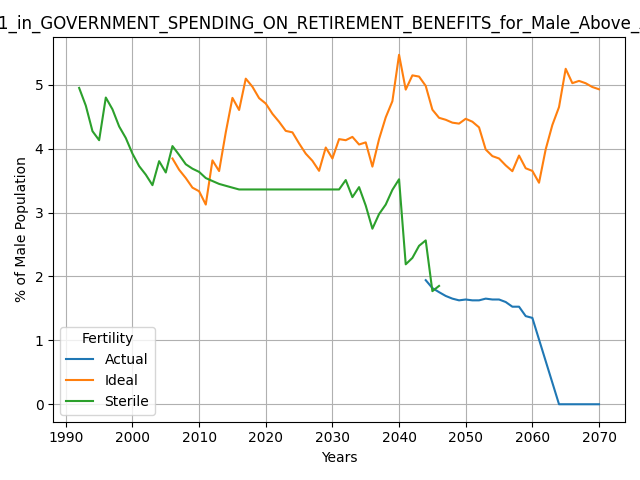 1_in_GOVERNMENT_SPENDING_ON_RETIREMENT_BENEFITS_for_Male_Above_
% of Male Population
5
4
3
2
1
0
Fertility
Actual
Ideal
Sterile
1990
2000
2010
2020
2030
2040
2050
2060
2070
Years